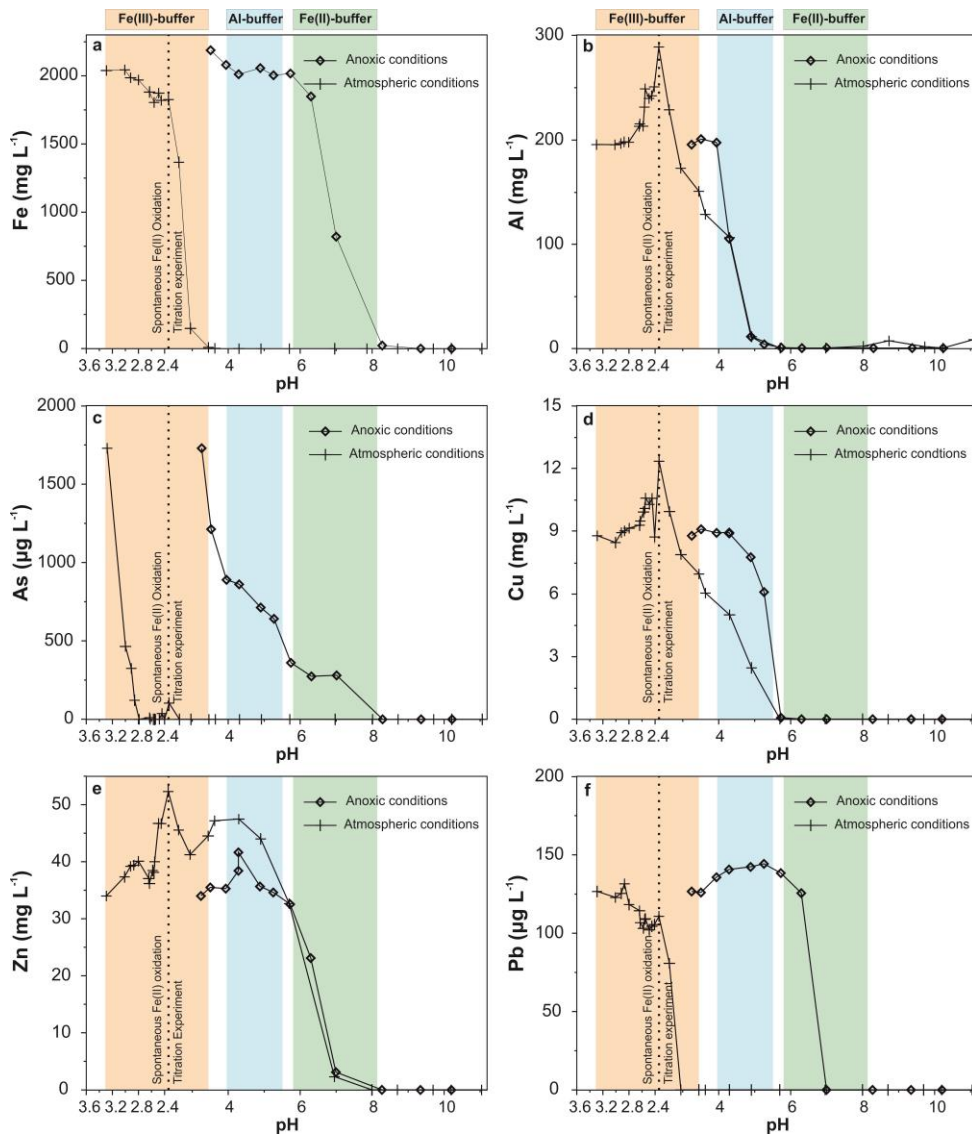 Fe(III)-buffer Al-buffer Fe(II)-buffer
Fe(III)-buffer Al-buffer Fe(II)-buffer
a
Anoxic conditions
Atmospheric conditions
Fe (mg L⁻¹)
2000
1500
1000
500
0
Spontaneous Fe(II) Oxidation
Titration experiment
3.6 3.2 2.8 2.4 4 6 8 10
pH
b
Anoxic conditions
Atmospheric conditions
Al (mg L⁻¹)
300
200
100
0
Spontaneous Fe(II) Oxidation
Titration experiment
3.6 3.2 2.8 2.4 4 6 8 10
pH
c
Anoxic conditions
Atmospheric conditions
As (µg L⁻¹)
2000
1500
1000
500
0
Spontaneous Fe(II) Oxidation
Titration experiment
3.6 3.2 2.8 2.4 4 6 8 10
pH
d
Anoxic conditions
Atmospheric condtions
Cu (mg L⁻¹)
15
12
9
6
3
0
Spontaneous Fe(II) Oxidation
Titration experiment
3.6 3.2 2.8 2.4 4 6 8 10
pH
e
Anoxic conditions
Atmospheric conditions
Zn (mg L⁻¹)
50
40
30
20
10
0
Spontaneous Fe(II) oxidation
Titration Experiment
3.6 3.2 2.8 2.4 4 6 8 10
pH
f
Anoxic conditions
Atmospheric conditions
Pb (µg L⁻¹)
200
150
100
50
0
Spontaneous Fe(II) Oxidation
Titration experiment
3.6 3.2 2.8 2.4 4 6 8 10
pH